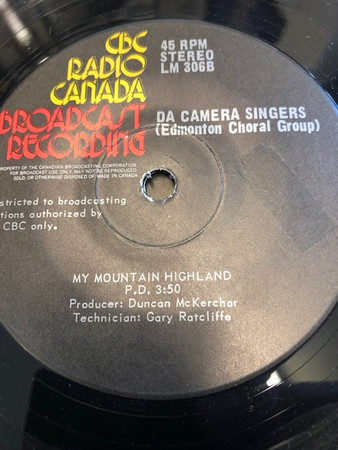 CBC
RADIO
CANADA
BROADCAST
RECORDING
PROPERTY OF THE CANADIAN BROADCASTING CORPORATION
FOR BROADCAST USE ONLY, MAY NOT BE REPRODUCED,
SOLD, OR OTHERWISE DISPOSED OF. MADE IN CANADA
stricted to broadcasting
tions authorized by
CBC only.
45 RPM
STEREO
LM 306B
DA CAMERA SINGERS
(Edmonton Choral Group)
MY MOUNTAIN HIGHLAND
P.D. 3:50
Producer: Duncan McKerchar
Technician: Gary Ratcliffe